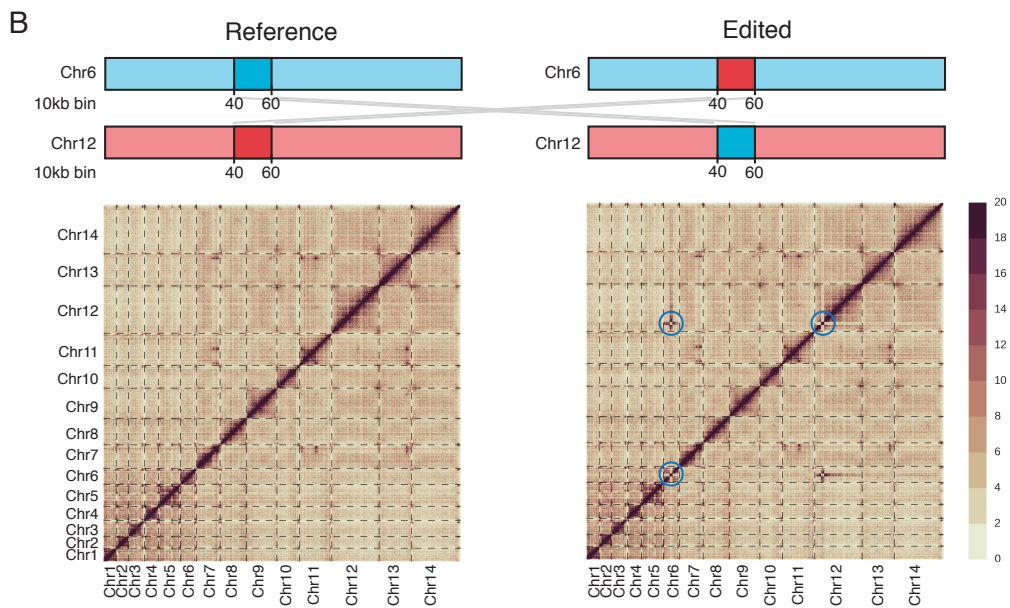 B
Reference
Edited
Chr6
Chr6
10kb bin
40
60
40
60
Chr12
Chr12
10kb bin
40
60
40
60
Chr14
Chr13
Chr12
Chr11
Chr10
Chr9
Chr8
Chr7
Chr6
Chr5
Chr4
Chr3
Chr2
Chr1
20
18
16
14
12
10
8
6
4
2
0
Chr1
Chr2
Chr3
Chr4
Chr5
Chr6
Chr7
Chr8
Chr9
Chr10
Chr11
Chr12
Chr13
Chr14
Chr1
Chr2
Chr3
Chr4
Chr5
Chr6
Chr7
Chr8
Chr9
Chr10
Chr11
Chr12
Chr13
Chr14